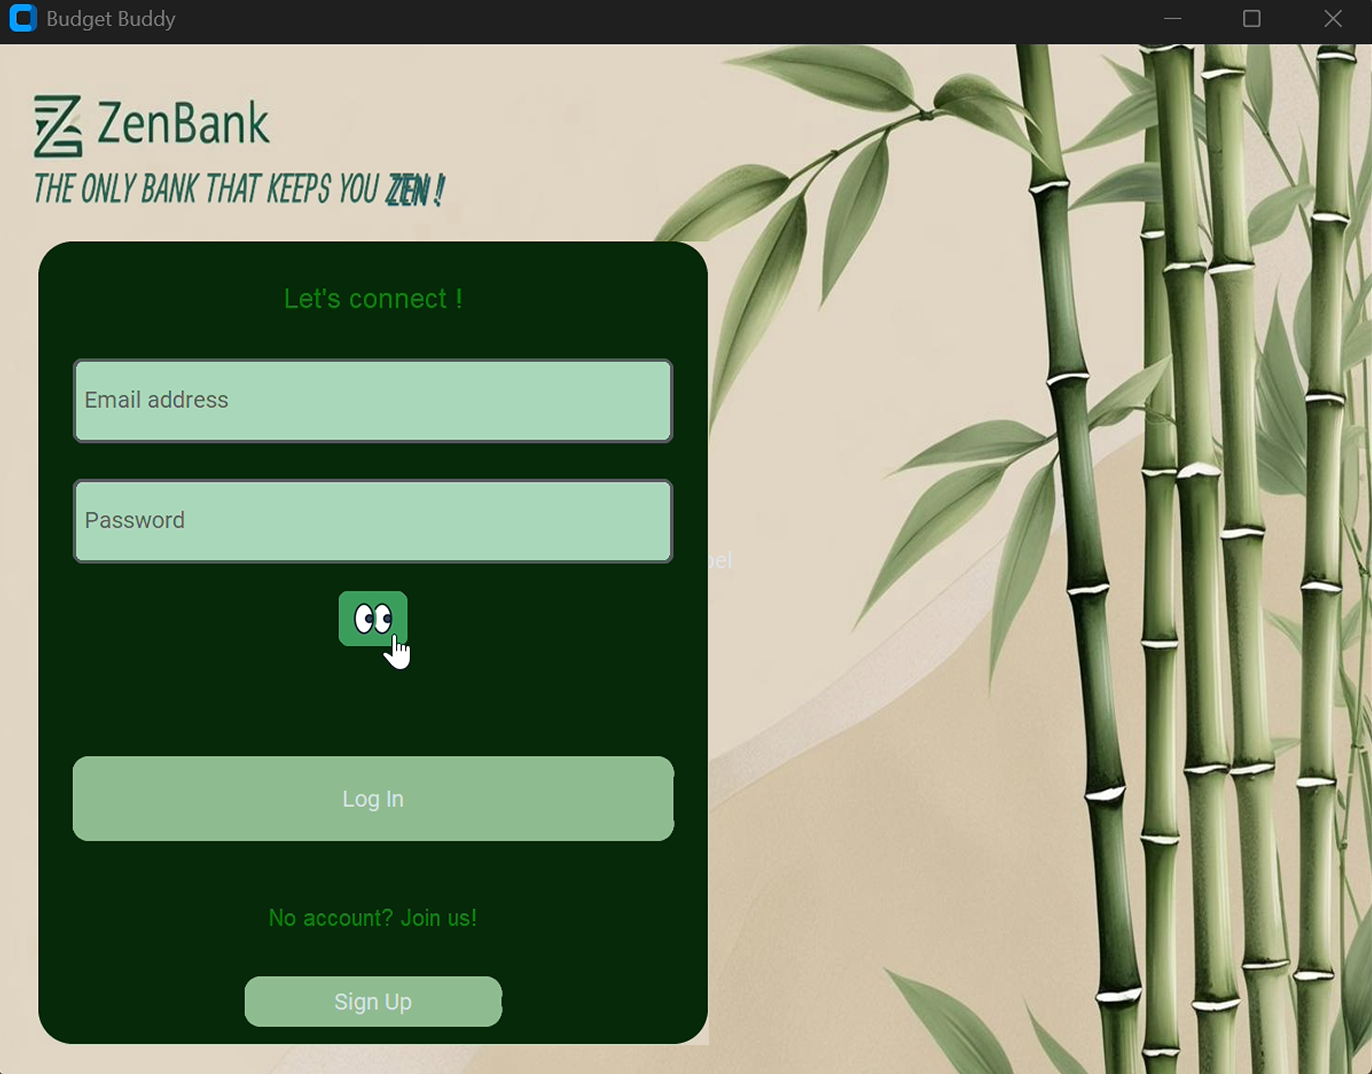 Budget Buddy
ZenBank
THE ONLY BANK THAT KEEPS YOU ZEN !
Let's connect !
Email address
Password
bel
Log In
No account? Join us!
Sign Up